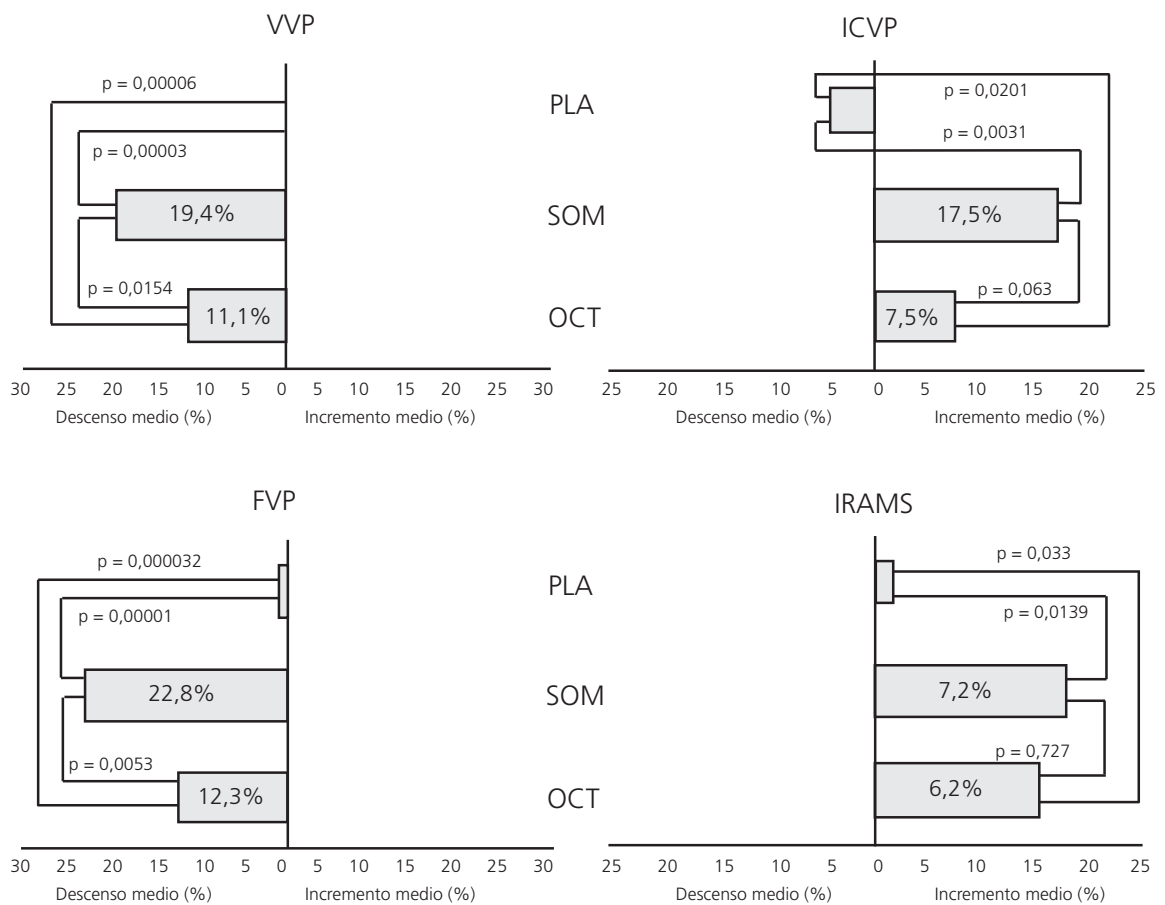 VVP
ICVP
p = 0,00006
PLA
p = 0,0201
p = 0,0031
p = 0,00003
19,4%
SOM
17,5%
p = 0,0154
p = 0,063
11,1%
OCT
7,5%
30 25 20 15 10 5 0 5 10 15 20 25 30
25 20 10 5 0 5 10 15 20 25
Descenso medio (%) Incremento medio (%)
Descenso medio (%) Incremento medio (%)
FVP
IRAMS
p = 0,000032
PLA
p = 0,033
p = 0,00001
p = 0,0139
22,8%
SOM
7,2%
p = 0,0053
p = 0,727
12,3%
OCT
6,2%
30 25 20 15 10 5 0 5 10 15 20 25 30
25 20 10 5 0 5 10 15 20 25
Descenso medio (%) Incremento medio (%)
Descenso medio (%) Incremento medio (%)